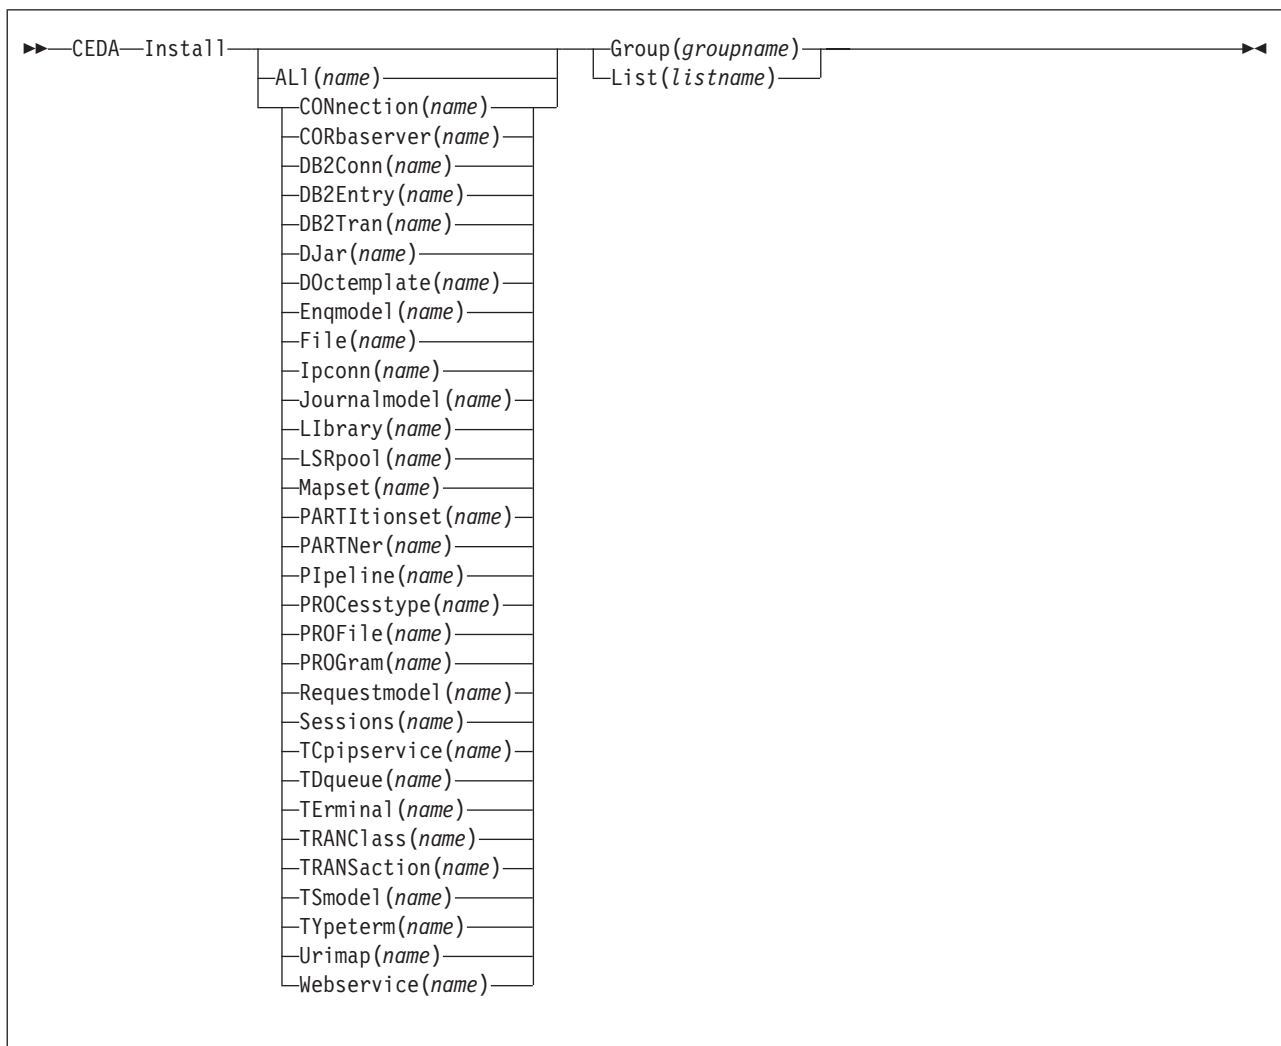 CEDA Install Group(groupname)
ALl(name) List(listname)
CONnection(name)
CORbaserver(name)
DB2Conn(name)
DB2Entry(name)
DB2Tran(name)
DJar(name)
DOctemplate(name)
Enqmodel(name)
File(name)
Ipconn(name)
Journalmodel(name)
LIbrary(name)
LSRpool(name)
Mapset(name)
PARTItionset(name)
PARTNer(name)
PIpeline(name)
PROCesstype(name)
PROFile(name)
PROGram(name)
Requestmodel(name)
Sessions(name)
TCpipservice(name)
TDqueue(name)
TErminal(name)
TRANClass(name)
TRANSaction(name)
TSmodel(name)
TYpeterm(name)
Urimap(name)
Webservice(name)